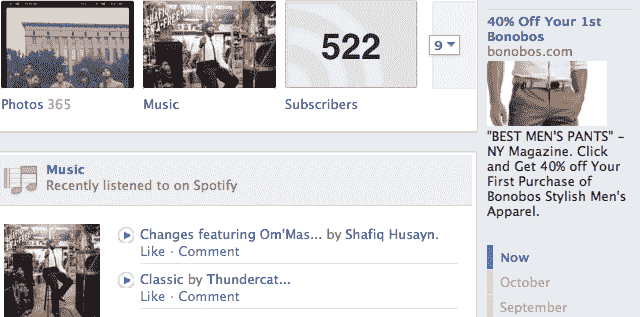 522
9
Photos 365
Music
Subscribers
Music
Recently listened to on Spotify
Changes featuring Om'Mas... by Shafiq Husayn.
Like · Comment
Classic by Thundercat...
Like · Comment
40% Off Your 1st
Bonobos
bonobos.com
"BEST MEN'S PANTS" –
NY Magazine. Click
and Get 40% off Your
First Purchase of
Bonobos Stylish Men's
Apparel.
Now
October
September